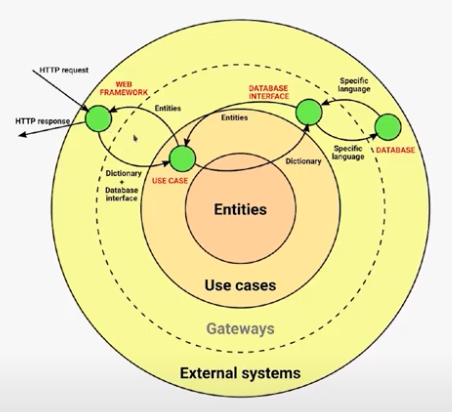 HTTP request
WEB
FRAMEWORK
HTTP response
Entities
DATABASE
INTERFACE
Entities
Specific
language
Specific
language
DATABASE
Dictionary
+
Database
interface
USE CASE
Dictionary
Entities
Use cases
Gateways
External systems